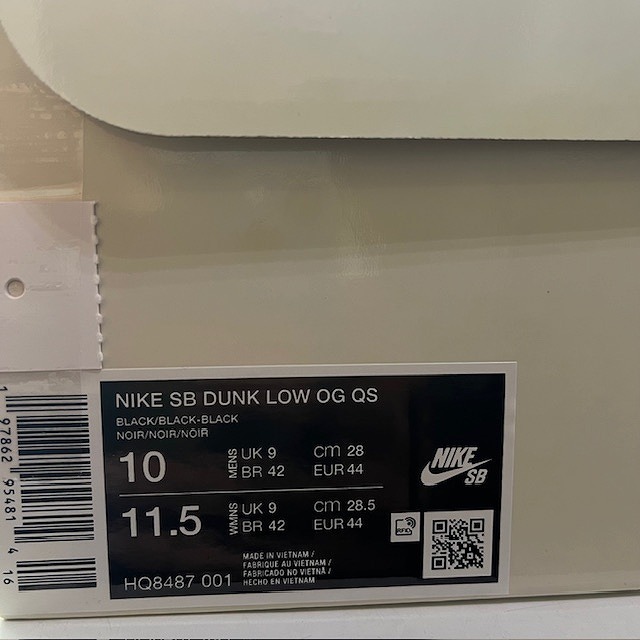 NIKE SB DUNK LOW OG QS
BLACK/BLACK-BLACK
NOIR/NOIR/NOIR
10 MENS UK 9 cm 28
BR 42 EUR 44
11.5 WMNS UK 9 cm 28.5
BR 42 EUR 44
NIKE SB
RFID
MADE IN VIETNAM /
FABRIQUE AU VIETNAM /
FABRICADO NO VIETNÃ /
HECHO EN VIETNAM
HQ8487 001
1 97862 95481 4 16